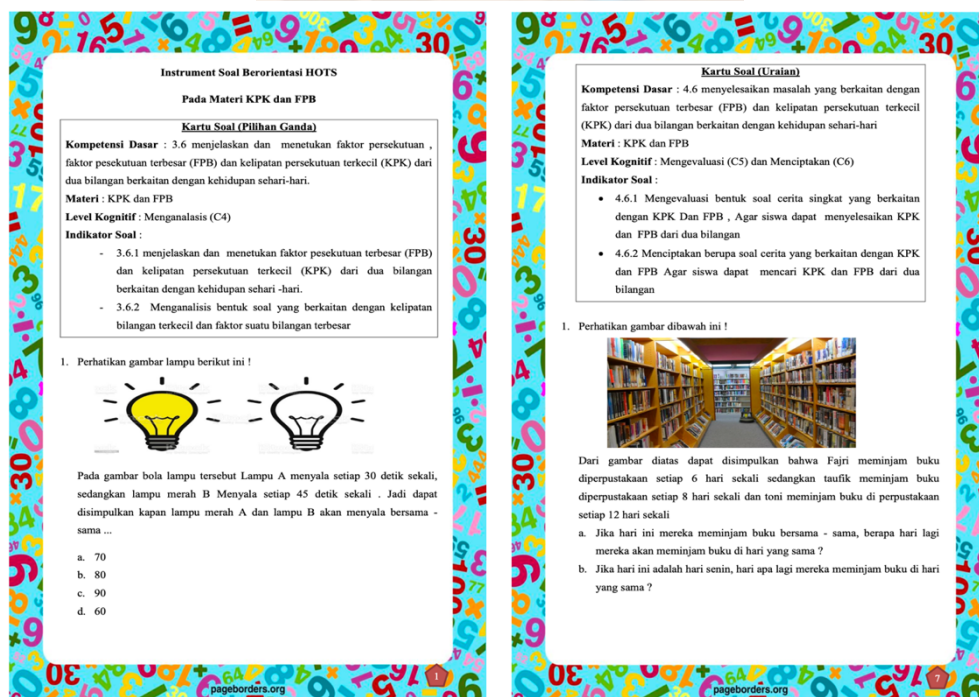 Instrument Soal Berorientasi HOTS
Pada Materi KPK dan FPB
Kartu Soal (Pilihan Ganda)
Kompetensi Dasar : 3.6 menjelaskan dan menetukan faktor persekutuan ,
faktor pesekutuan terbesar (FPB) dan kelipatan persekutuan terkecil (KPK) dari
dua bilangan berkaitan dengan kehidupan sehari-hari.
Materi : KPK dan FPB
Level Kognitif : Menganalasis (C4)
Indikator Soal :
- 3.6.1 menjelaskan dan menetukan faktor pesekutuan terbesar (FPB)
dan kelipatan persekutuan terkecil (KPK) dari dua bilangan
berkaitan dengan kehidupan sehari -hari.
- 3.6.2 Menganalisis bentuk soal yang berkaitan dengan kelipatan
bilangan terkecil dan faktor suatu bilangan terbesar
1. Perhatikan gambar lampu berikut ini !
Pada gambar bola lampu tersebut Lampu A menyala setiap 30 detik sekali,
sedangkan lampu merah B Menyala setiap 45 detik sekali . Jadi dapat
disimpulkan kapan lampu merah A dan lampu B akan menyala bersama -
sama ...
a. 70
b. 80
c. 90
d. 60
1
pageborders.org
Kartu Soal (Uraian)
Kompetensi Dasar : 4.6 menyelesaikan masalah yang berkaitan dengan
faktor persekutuan terbesar (FPB) dan kelipatan persekutuan terkecil
(KPK) dari dua bilangan berkaitan dengan kehidupan sehari-hari
Materi : KPK dan FPB
Level Kognitif : Mengevaluasi (C5) dan Menciptakan (C6)
Indikator Soal :
• 4.6.1 Mengevaluasi bentuk soal cerita singkat yang berkaitan
dengan KPK Dan FPB , Agar siswa dapat menyelesaikan KPK
dan FPB dari dua bilangan
• 4.6.2 Menciptakan berupa soal cerita yang berkaitan dengan KPK
dan FPB Agar siswa dapat mencari KPK dan FPB dari dua
bilangan
1. Perhatikan gambar dibawah ini !
Dari gambar diatas dapat disimpulkan bahwa Fajri meminjam buku
diperpustakaan setiap 6 hari sekali sedangkan taufik meminjam buku
diperpustakaan setiap 8 hari sekali dan toni meminjam buku di perpustakaan
setiap 12 hari sekali
a. Jika hari ini mereka meminjam buku bersama - sama, berapa hari lagi
mereka akan meminjam buku di hari yang sama ?
b. Jika hari ini adalah hari senin, hari apa lagi mereka meminjam buku di hari
yang sama ?
7
pageborders.org